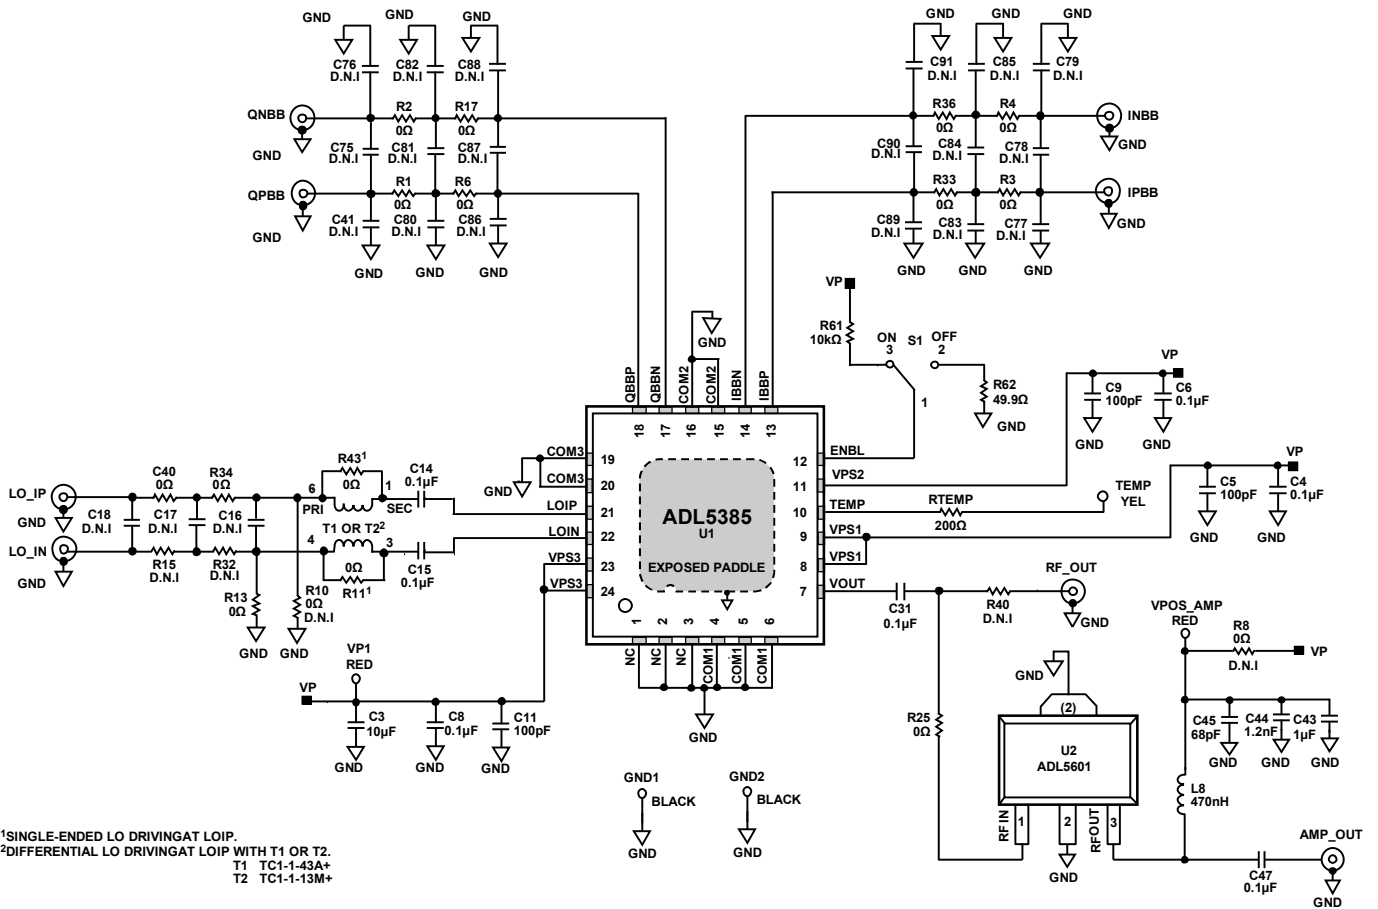 GND GND GND
C76 D.N.I
C82 D.N.I
C88 D.N.I
QNBB
R2 0Ω
R17 0Ω
GND
C75 D.N.I
C81 D.N.I
C87 D.N.I
QPBB
R1 0Ω
R6 0Ω
GND
C41 D.N.I
C80 D.N.I
C86 D.N.I
GND GND GND
GND GND GND
C91 D.N.I
C85 D.N.I
C79 D.N.I
R36 0Ω
R4 0Ω
INBB
GND
C90 D.N.I
C84 D.N.I
C78 D.N.I
R33 0Ω
R3 0Ω
IPBB
GND
C89 D.N.I
C83 D.N.I
C77 D.N.I
GND GND GND
VP
R61 10kΩ
ON 3
S1
OFF 2
1
R62 49.9Ω
GND
GND
VP
C9 100pF
C6 0.1µF
GND GND
VP
C5 100pF
C4 0.1µF
GND GND
QBBP QBBN COM2 COM2 IBBN IBBP
18 17 16 15 14 13
COM3 19
COM3 20
GND
LOIP 21
LOIN 22
VPS3 23
VPS3 24
ADL5385
U1
EXPOSED PADDLE
12 ENBL
11 VPS2
10 TEMP
9 VPS1
8 VPS1
7 VOUT
1 2 3 4 5 6
NC NC NC COM1 COM1 COM1
GND
RTEMP 200Ω
TEMP YEL
LO_IP
GND
LO_IN
GND
C40 0Ω
R34 0Ω
C18 D.N.I
C17 D.N.I
C16 D.N.I
R15 D.N.I
R32 D.N.I
R13 0Ω
R10 0Ω D.N.I
GND GND
R43¹ 0Ω
6 1
PRI SEC
T1 OR T2²
4 3
0Ω
R11¹
C14 0.1µF
C15 0.1µF
VP1 RED
VP
C3 10µF
C8 0.1µF
C11 100pF
GND GND GND
GND1 BLACK
GND
GND2 BLACK
GND
C31 0.1µF
R40 D.N.I
RF_OUT
GND
R25 0Ω
GND
(2)
U2
ADL5601
RFIN 1
2
RFOUT 3
GND
VPOS_AMP RED
R8 0Ω D.N.I
VP
C45 68pF
C44 1.2nF
C43 1µF
GND GND GND
L8 470nH
C47 0.1µF
AMP_OUT
GND
¹SINGLE-ENDED LO DRIVINGAT LOIP.
²DIFFERENTIAL LO DRIVINGAT LOIP WITH T1 OR T2.
T1 TC1-1-43A+
T2 TC1-1-13M+